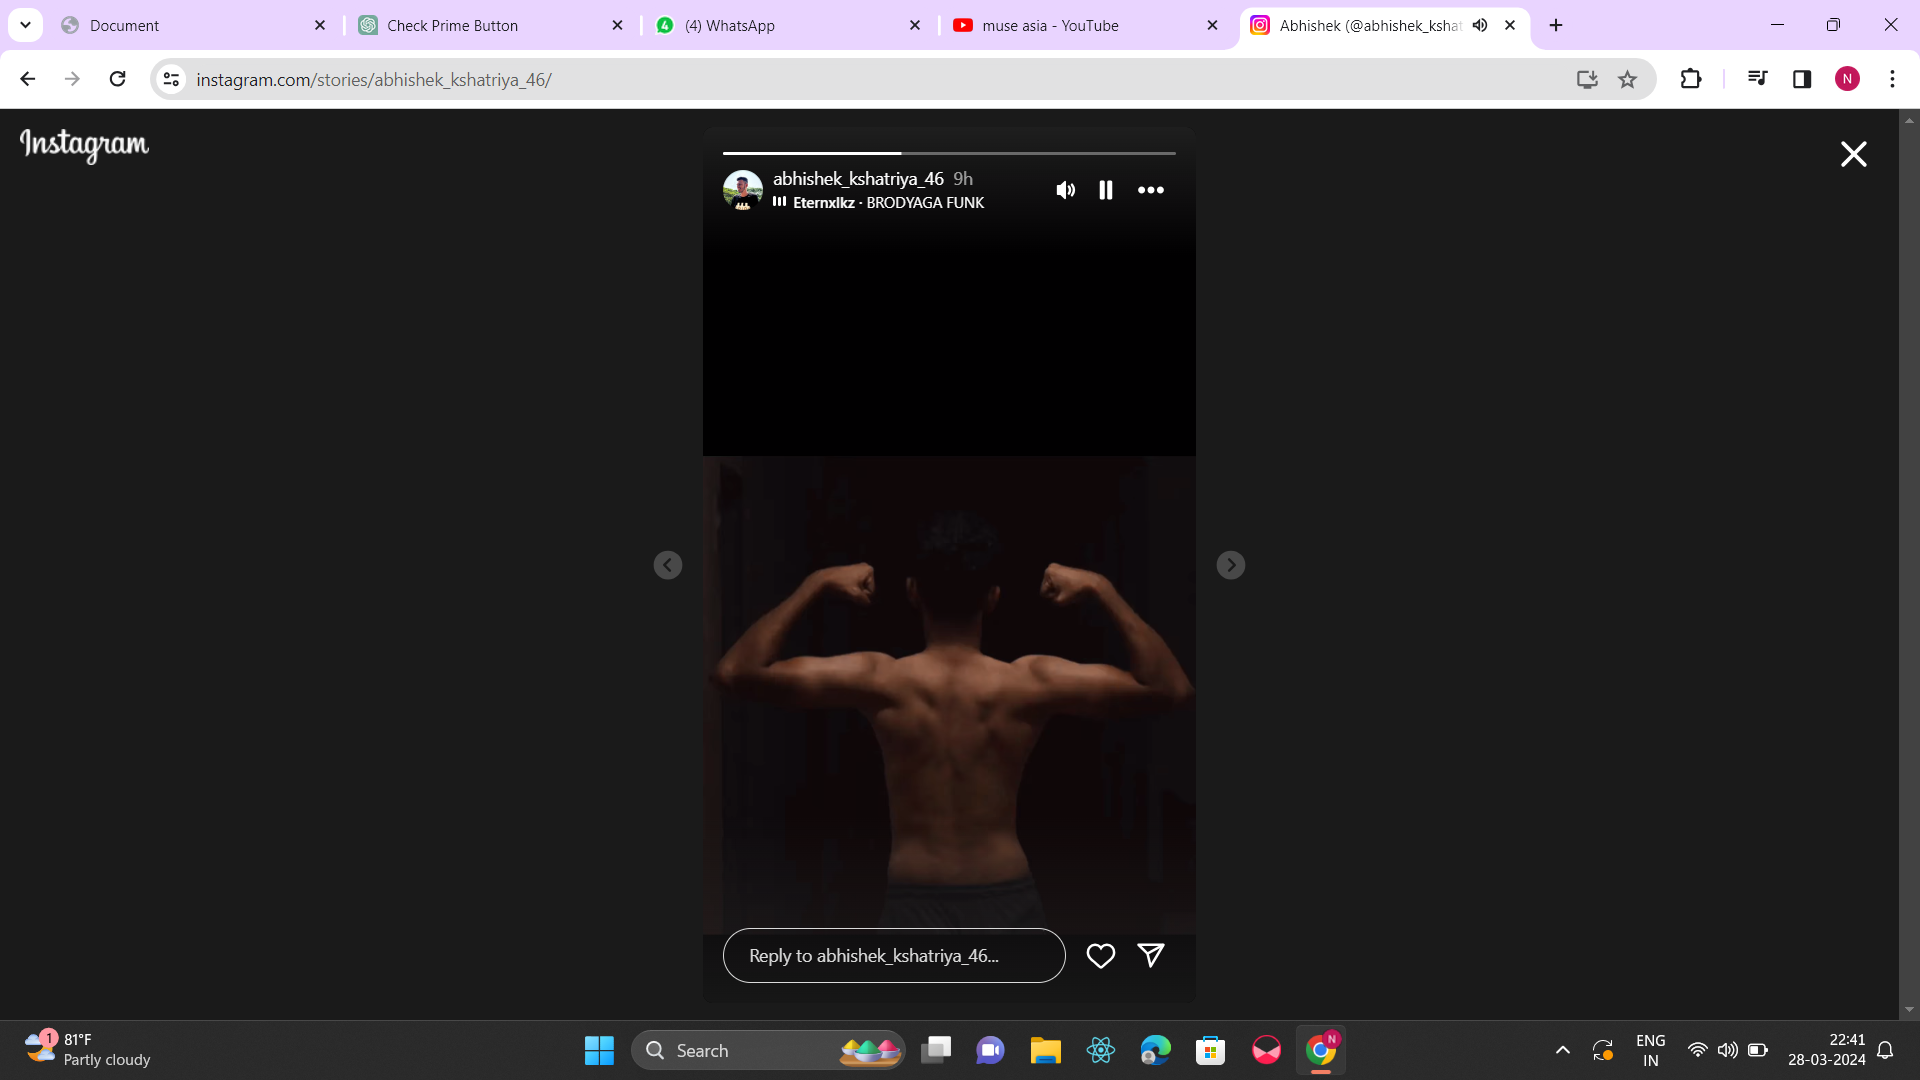 Document
Check Prime Button
4
(4) WhatsApp
muse asia - YouTube
Abhishek (@abhishek_kshat
instagram.com/stories/abhishek_kshatriya_46/
N
Instagram
abhishek_kshatriya_46 9h
Eternxlkz · BRODYAGA FUNK
Reply to abhishek_kshatriya_46...
1
81°F
Partly cloudy
Search
N
ENG
IN
22:41
28-03-2024